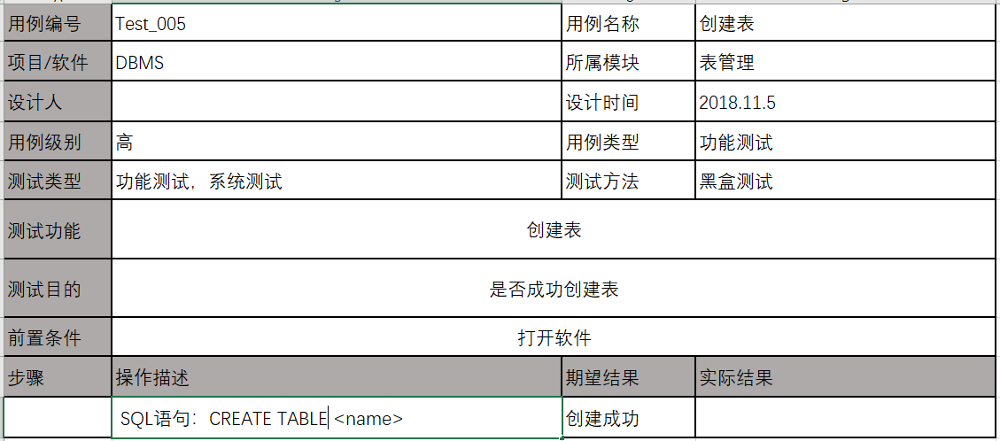 用例编号 Test_005 用例名称 创建表
项目/软件 DBMS 所属模块 表管理
设计人 设计时间 2018.11.5
用例级别 高 用例类型 功能测试
测试类型 功能测试，系统测试 测试方法 黑盒测试
测试功能 创建表
测试目的 是否成功创建表
前置条件 打开软件
步骤 操作描述 期望结果 实际结果
SQL语句：CREATE TABLE <name> 创建成功